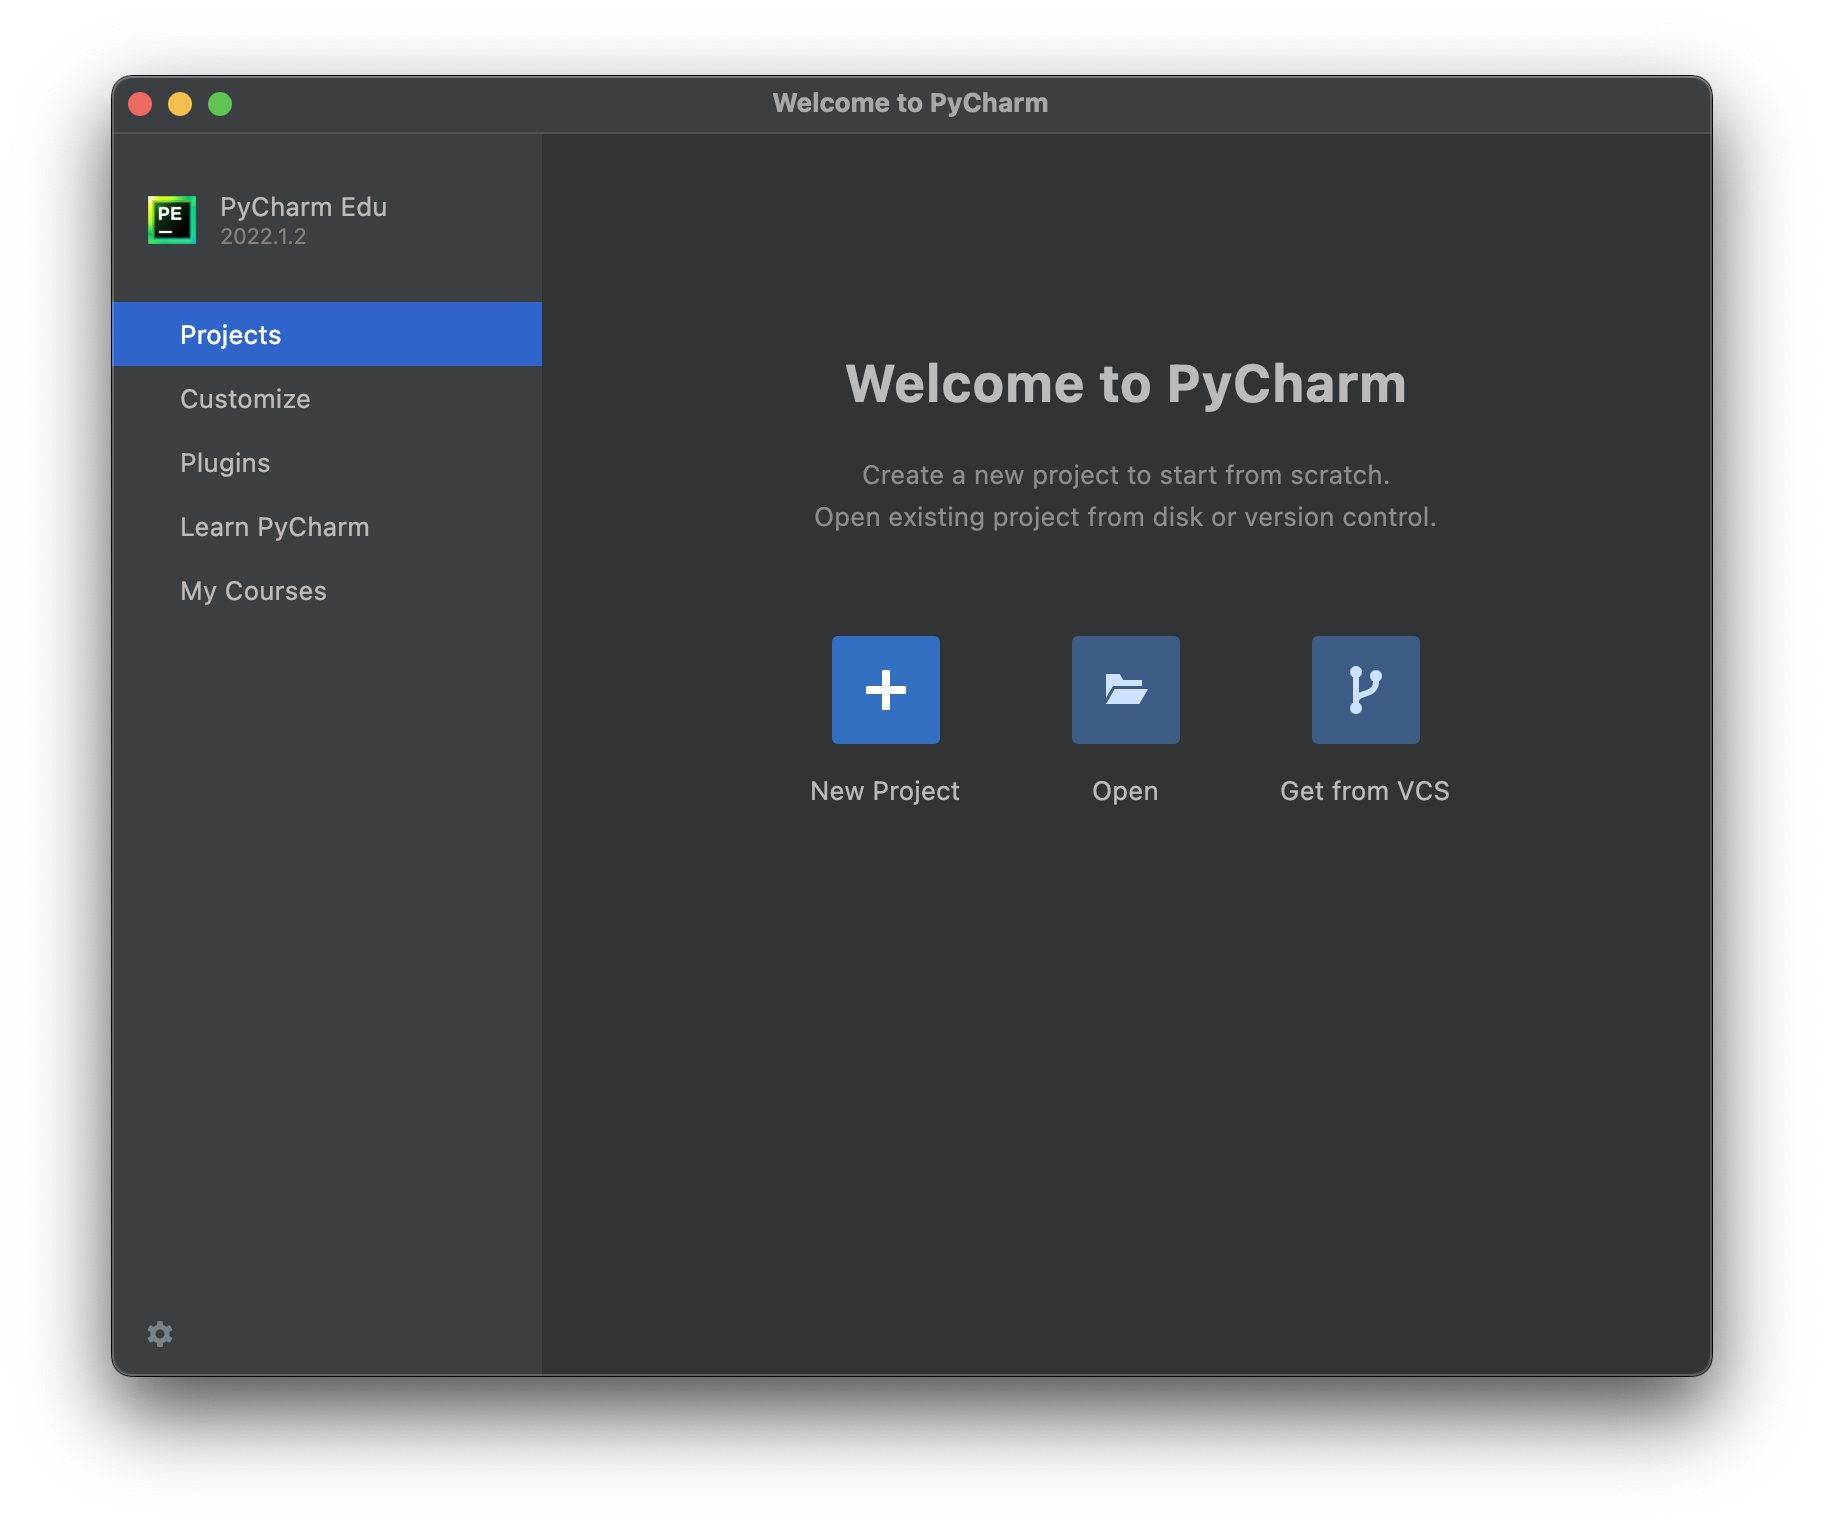 Welcome to PyCharm
PE
PyCharm Edu
2022.1.2
Projects
Customize
Plugins
Learn PyCharm
My Courses
Welcome to PyCharm
Create a new project to start from scratch.
Open existing project from disk or version control.
New Project
Open
Get from VCS